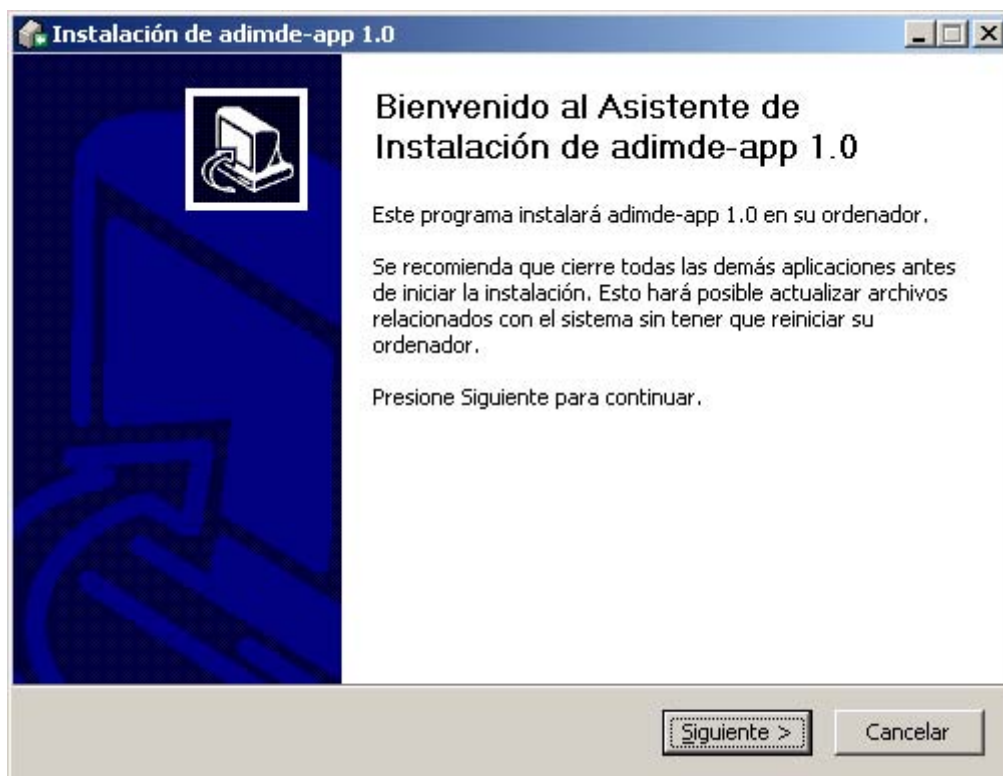 Instalación de adimde-app 1.0
Bienvenido al Asistente de
Instalación de adimde-app 1.0
Este programa instalará adimde-app 1.0 en su ordenador.
Se recomienda que cierre todas las demás aplicaciones antes
de iniciar la instalación. Esto hará posible actualizar archivos
relacionados con el sistema sin tener que reiniciar su
ordenador.
Presione Siguiente para continuar.
Siguiente >
Cancelar